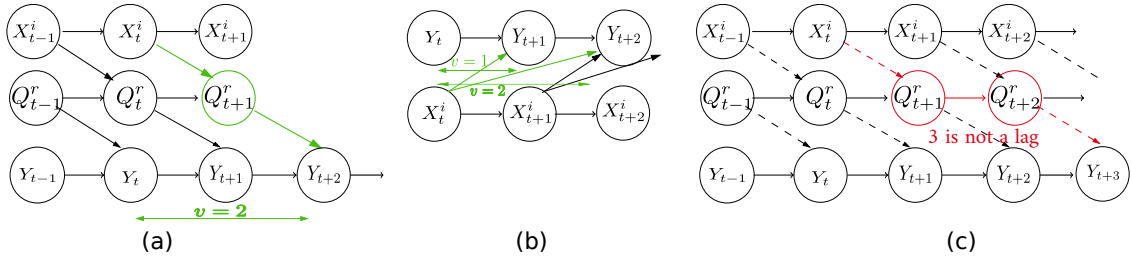 X^i_{t-1} X^i_t X^i_{t+1}
Q^r_{t-1} Q^r_t Q^r_{t+1}
Y_{t-1} Y_t Y_{t+1} Y_{t+2}
v = 2
(a)
Y_t Y_{t+1} Y_{t+2}
v = 1
v = 2
X^i_t X^i_{t+1} X^i_{t+2}
(b)
X^i_{t-1} X^i_t X^i_{t+1} X^i_{t+2}
Q^r_{t-1} Q^r_t Q^r_{t+1} Q^r_{t+2}
3 is not a lag
Y_{t-1} Y_t Y_{t+1} Y_{t+2} Y_{t+3}
(c)